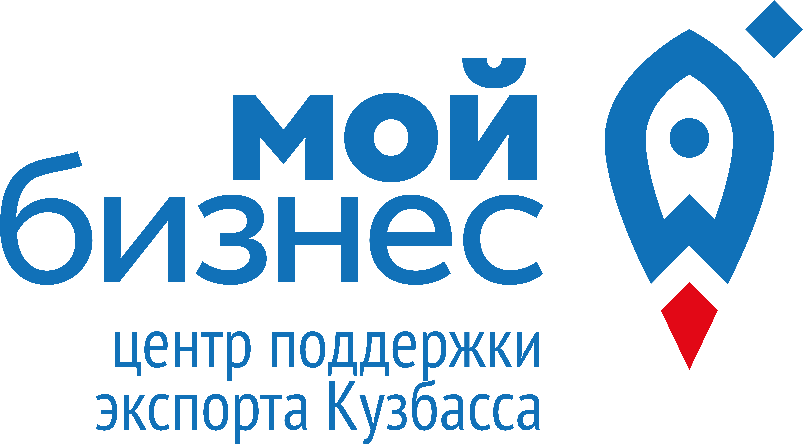 мой
бизнес
центр поддержки
экспорта Кузбасса